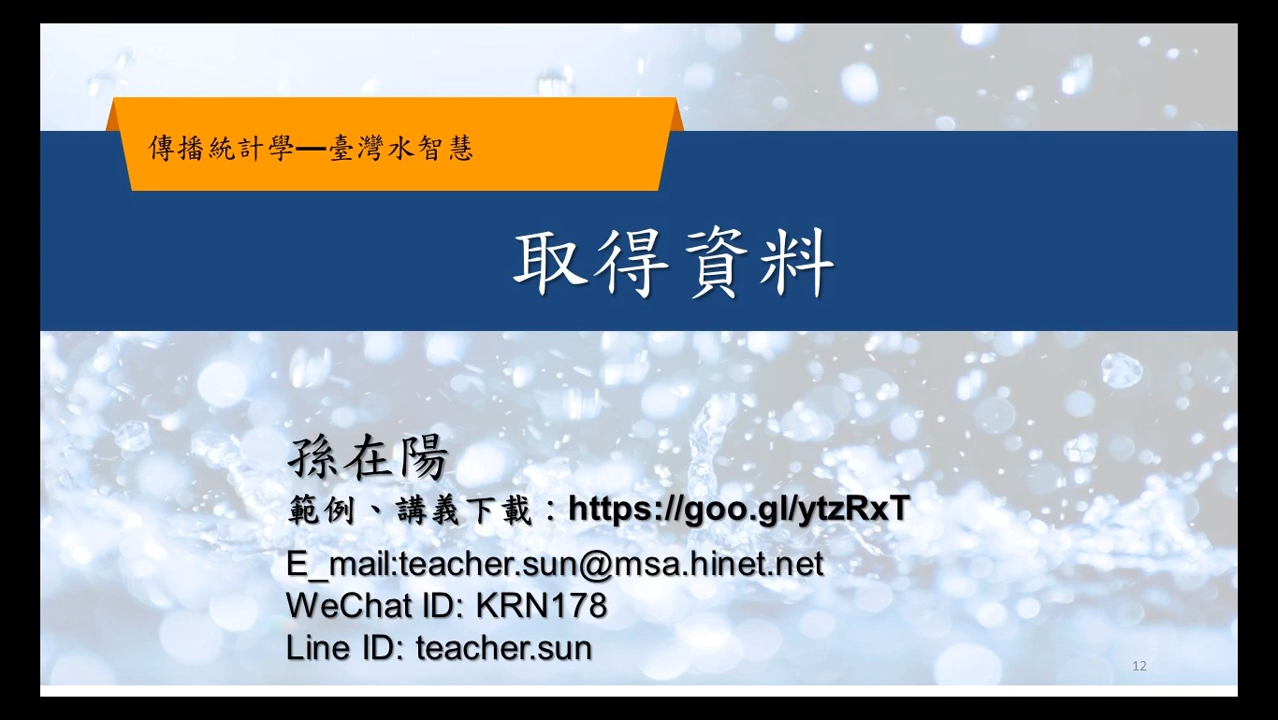 傳播統計學—臺灣水智慧
取得資料
孫在陽
範例、講義下載：https://goo.gl/ytzRxT
E_mail:teacher.sun@msa.hinet.net
WeChat ID: KRN178
Line ID: teacher.sun
12